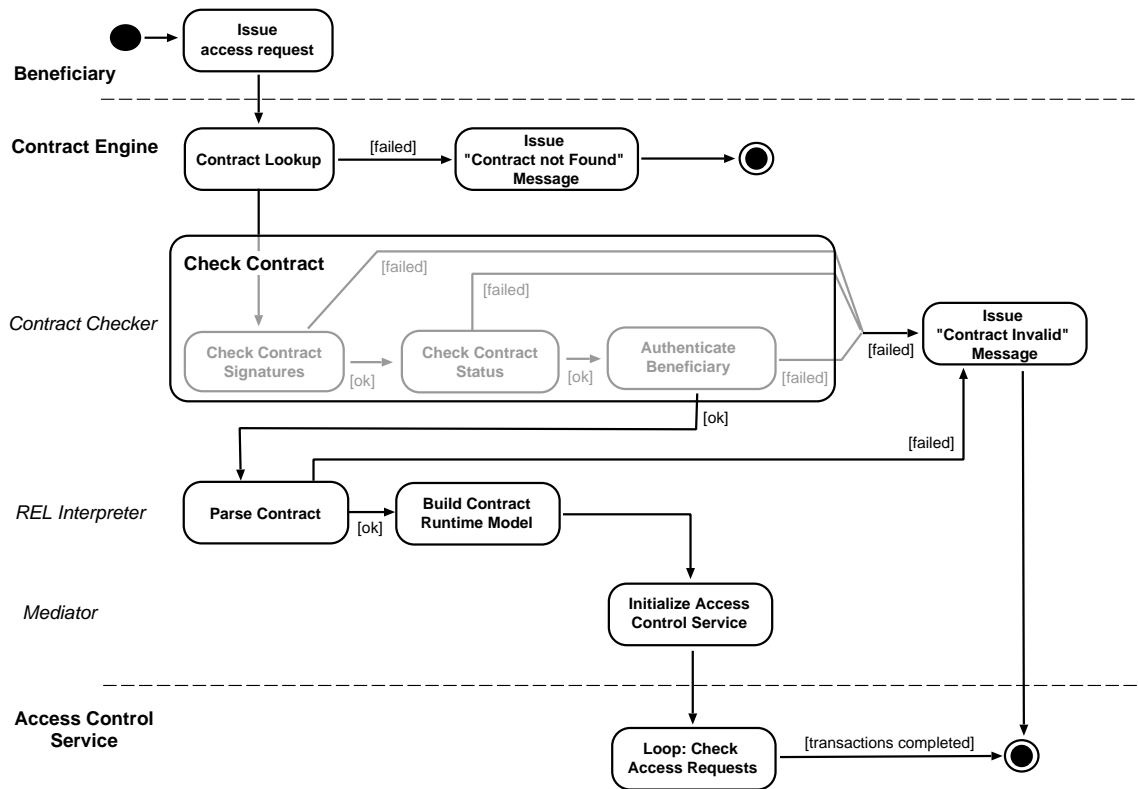 Issue
access request
Beneficiary
Contract Engine
Contract Lookup
[failed]
Issue
"Contract not Found"
Message
Check Contract
[failed]
[failed]
Contract Checker
Check Contract
Signatures
[ok]
Check Contract
Status
[ok]
Authenticate
Beneficiary
[failed]
[failed]
Issue
"Contract Invalid"
Message
[ok]
[failed]
REL Interpreter
Parse Contract
[ok]
Build Contract
Runtime Model
Mediator
Initialize Access
Control Service
Access Control
Service
Loop: Check
Access Requests
[transactions completed]